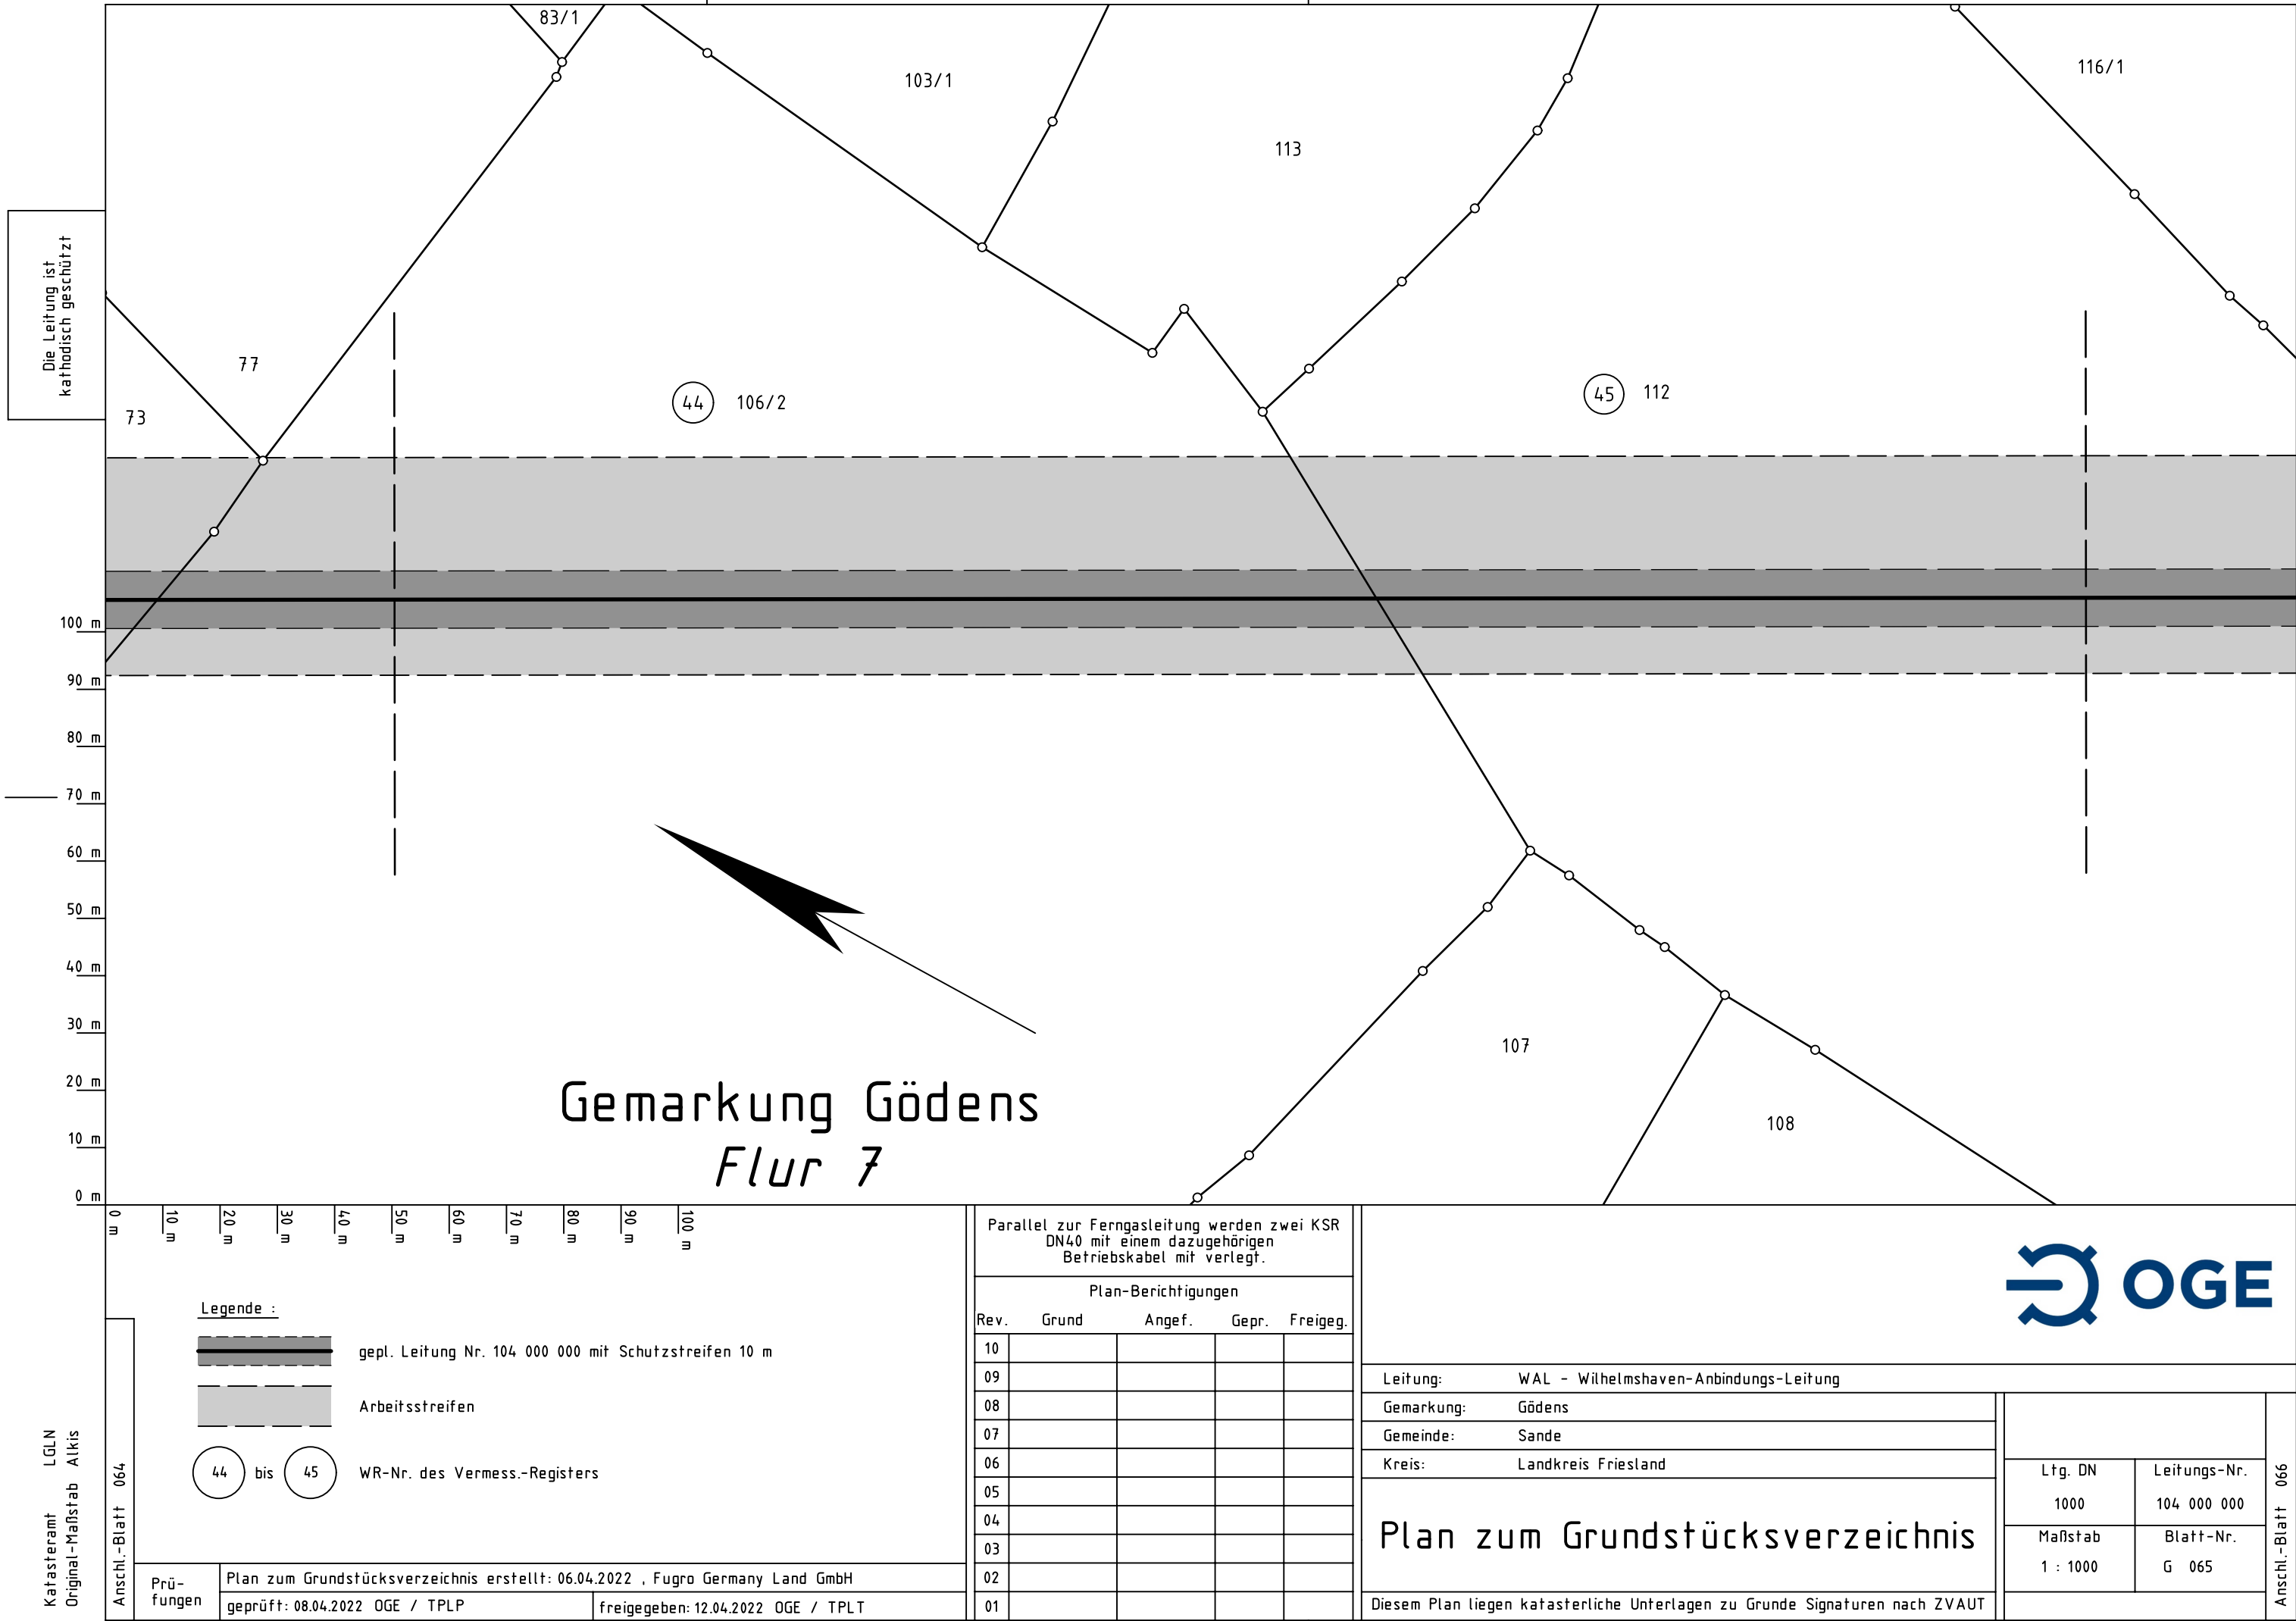 83/1
103/1
113
116/1
Die Leitung ist
kathodisch geschützt
77
73
44 106/2
45 112
100 m
90 m
80 m
70 m
60 m
50 m
40 m
30 m
20 m
10 m
0 m
107
108
Gemarkung Gödens
Flur 7
0 m
10 m
20 m
30 m
40 m
50 m
60 m
70 m
80 m
90 m
100 m
Legende :
gepl. Leitung Nr. 104 000 000 mit Schutzstreifen 10 m
Arbeitsstreifen
44 bis 45 WR-Nr. des Vermess.-Registers
Katasteramt LGLN
Original-Maßstab Alkis
Anschl.-Blatt 064
Prü-
fungen
Plan zum Grundstücksverzeichnis erstellt: 06.04.2022 , Fugro Germany Land GmbH
geprüft: 08.04.2022 OGE / TPLP
freigegeben: 12.04.2022 OGE / TPLT
Parallel zur Ferngasleitung werden zwei KSR
DN40 mit einem dazugehörigen
Betriebskabel mit verlegt.
Plan-Berichtigungen
Rev. Grund Angef. Gepr. Freigeg.
10
09
08
07
06
05
04
03
02
01
OGE
Leitung: WAL - Wilhelmshaven-Anbindungs-Leitung
Gemarkung: Gödens
Gemeinde: Sande
Kreis: Landkreis Friesland
Plan zum Grundstücksverzeichnis
Diesem Plan liegen katasterliche Unterlagen zu Grunde Signaturen nach ZVAUT
Ltg. DN Leitungs-Nr.
1000 104 000 000
Maßstab Blatt-Nr.
1 : 1000 G 065
Anschl.-Blatt 066